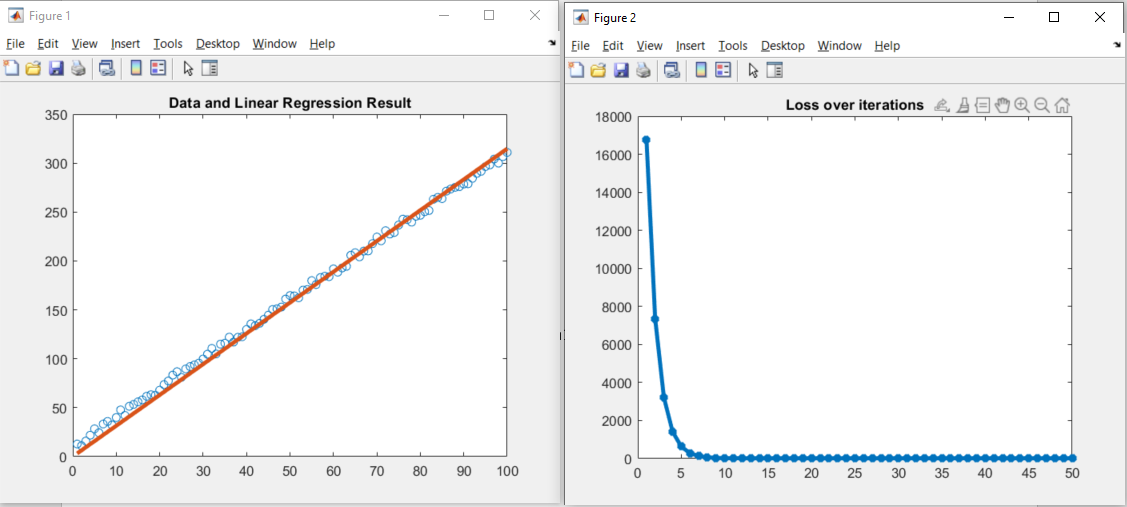 Figure 1
File Edit View Insert Tools Desktop Window Help
Data and Linear Regression Result
350
300
250
200
150
100
50
0
0 10 20 30 40 50 60 70 80 90 100
Figure 2
File Edit View Insert Tools Desktop Window Help
Loss over iterations
18000
16000
14000
12000
10000
8000
6000
4000
2000
0
0 5 10 15 20 25 30 35 40 45 50